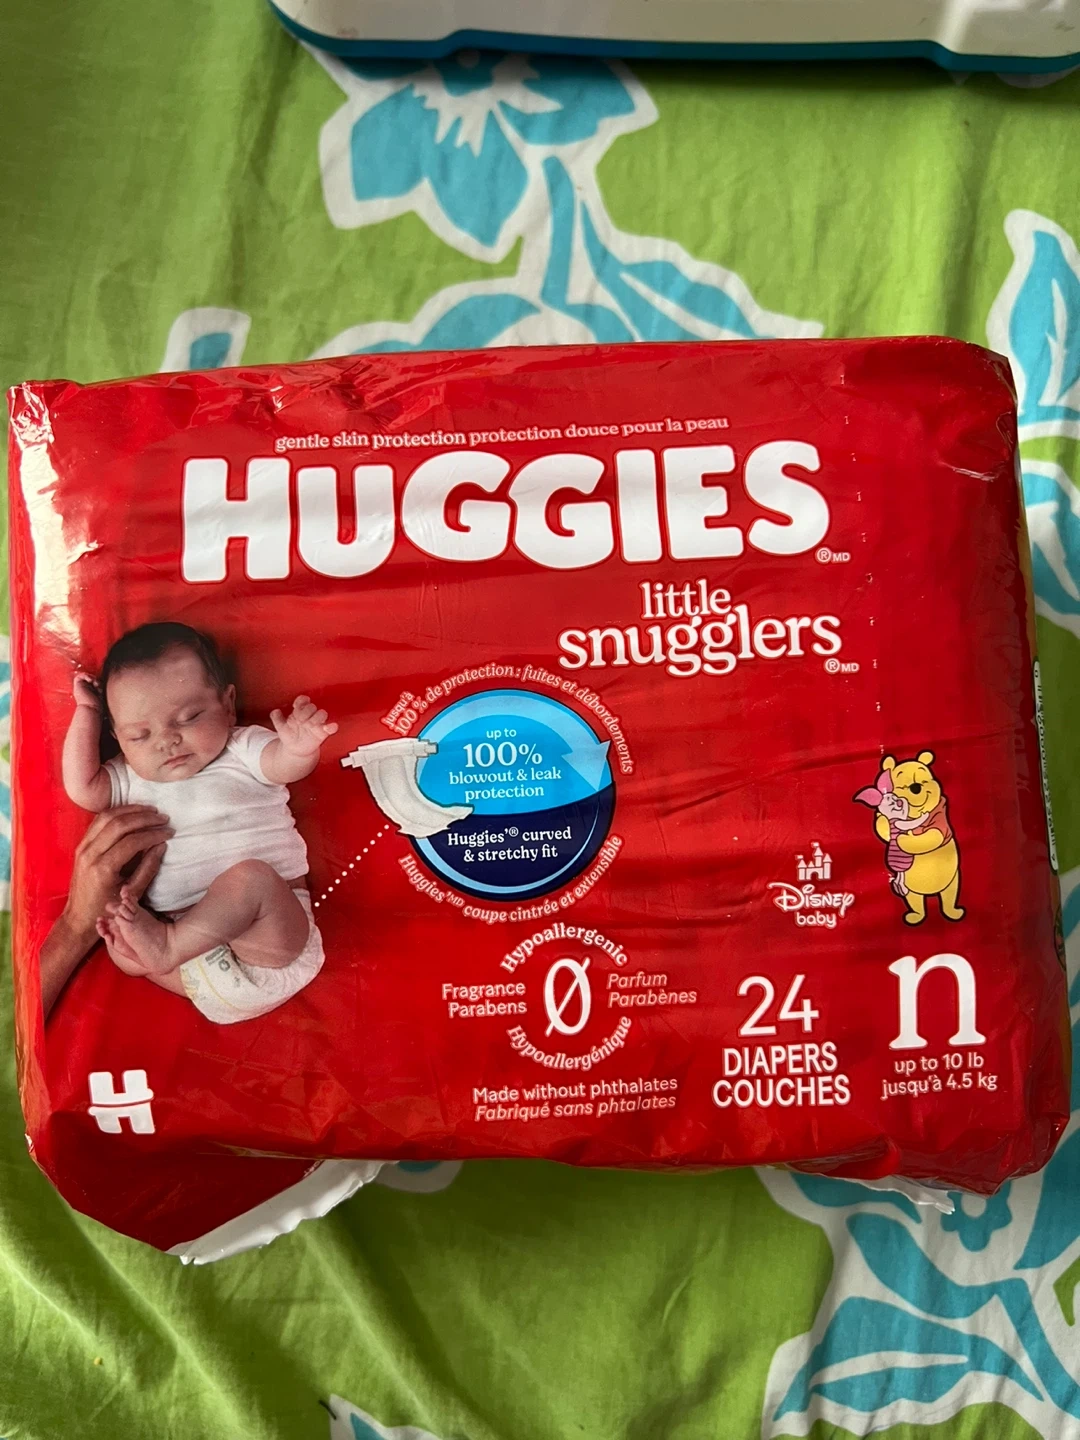 gentle skin protection protection douce pour la peau
HUGGIES
®MD
little
snugglers
®MD
jusqu'à
100 % de protection : fuites et débordements
up to
100%
blowout & leak
protection
Huggies'® curved
& stretchy fit
Huggies'MD coupe cintrée et extensible
Disney
baby
Hypoallergenic
Fragrance
Parabens
0
Parfum
Parabènes
Hypoallergénique
Made without phthalates
Fabriqué sans phtalates
24
DIAPERS
COUCHES
n
up to 10 lb
jusqu'à 4.5 kg
H